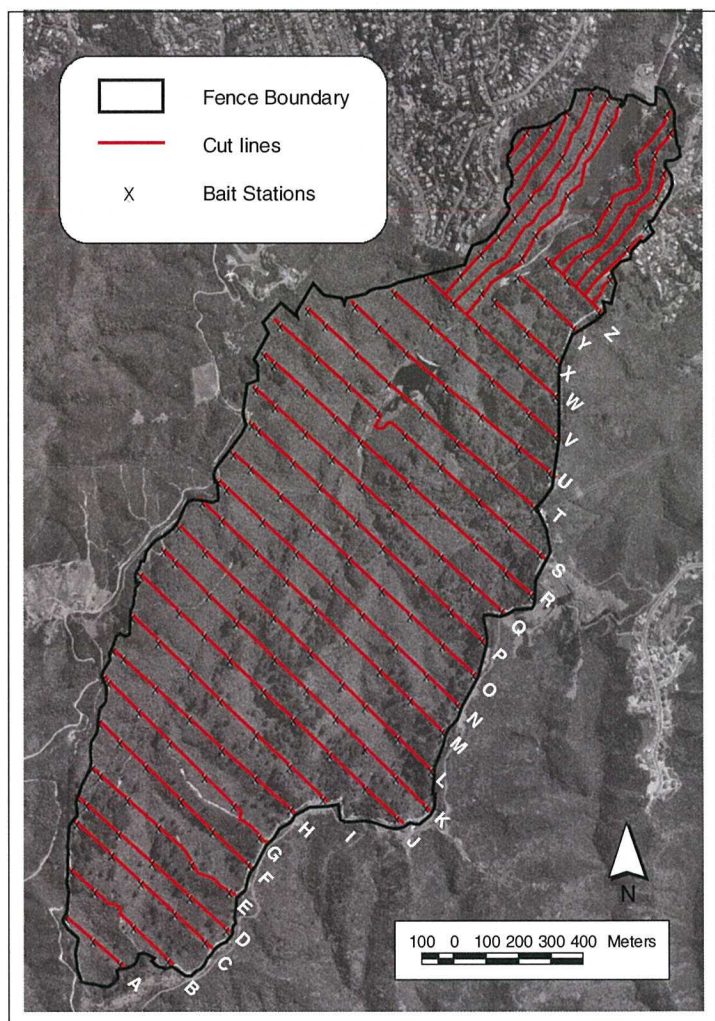 Fence Boundary
Cut lines
X Bait Stations
Z
Y
X
W
V
U
T
S
R
Q
P
O
N
M
L
K
J
I
H
G
F
E
D
C
B
A
N
100 0 100 200 300 400 Meters